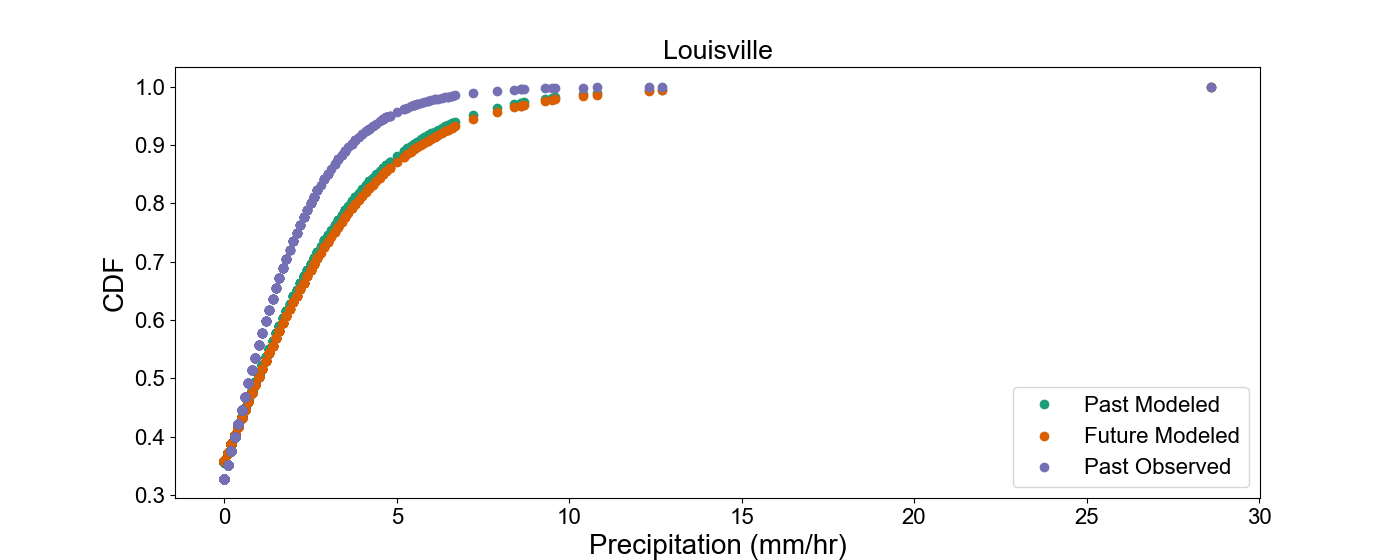 Louisville
CDF
1.0
0.9
0.8
0.7
0.6
0.5
0.4
0.3
Past Modeled
Future Modeled
Past Observed
0 5 10 15 20 25 30
Precipitation (mm/hr)